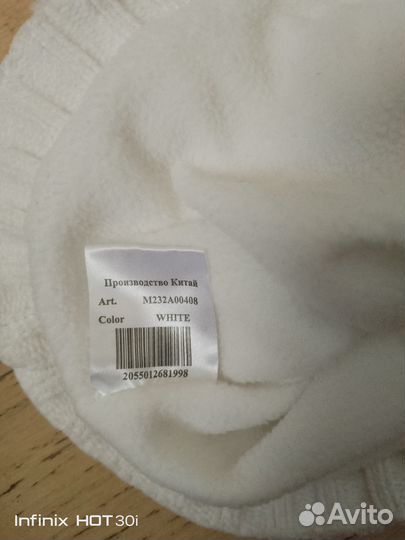 Производство Китай
Art. M232A00408
Color WHITE
2055012681998
Infinix HOT 30i
Avito